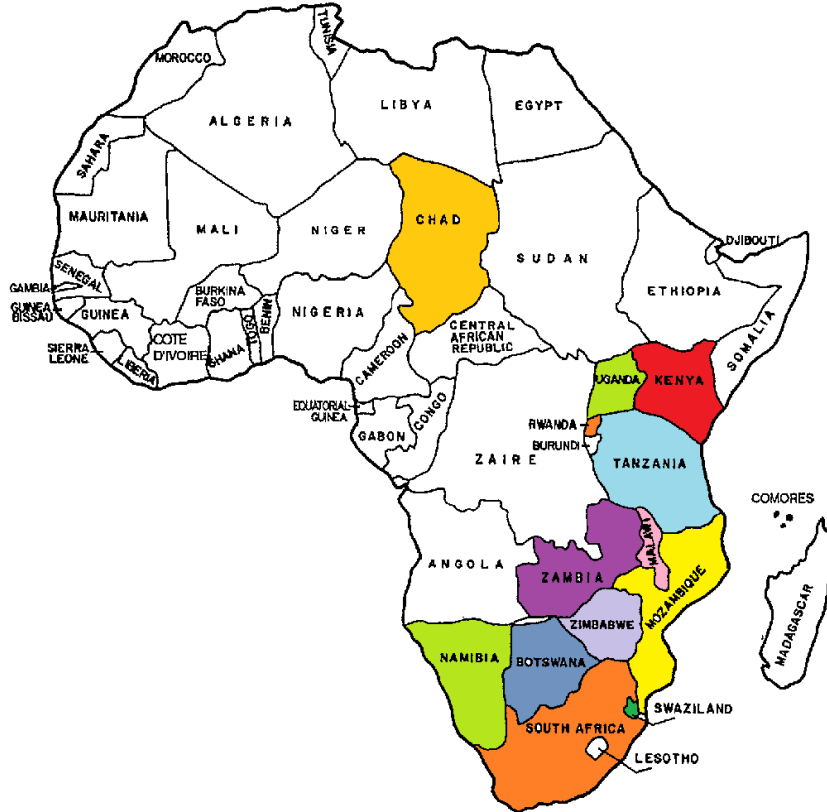 TUNISIA
MOROCCO
ALGERIA
LIBYA
EGYPT
SAHARA
MAURITANIA
MALI
NIGER
CHAD
SUDAN
DJIBOUTI
SENEGAL
GAMBIA
GUINEA
BISSAU
GUINEA
BURKINA
FASO
NIGERIA
ETHIOPIA
SOMALIA
SIERRA
LEONE
LIBERIA
COTE
D'IVOIRE
GHANA
TOGO
BENIN
CAMEROON
CENTRAL
AFRICAN
REPUBLIC
EQUATORIAL
GUINEA
GABON
CONGO
ZAIRE
UGANDA
KENYA
RWANDA
BURUNDI
TANZANIA
COMORES
ANGOLA
ZAMBIA
MALAWI
MOZAMBIQUE
MADAGASCAR
ZIMBABWE
NAMIBIA
BOTSWANA
SWAZILAND
SOUTH AFRICA
LESOTHO